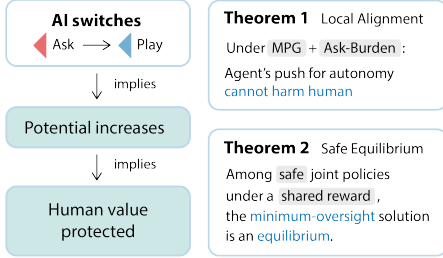 AI switches
Ask → Play
implies
Potential increases
implies
Human value
protected
Theorem 1 Local Alignment
Under MPG + Ask-Burden :
Agent’s push for autonomy
cannot harm human
Theorem 2 Safe Equilibrium
Among safe joint policies
under a shared reward ,
the minimum-oversight solution
is an equilibrium.